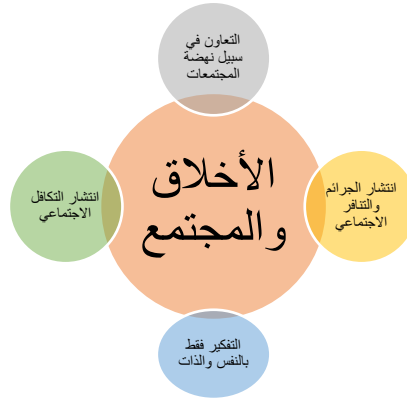 التعاون في
سبيل نهضة
المجتمعات
الأخلاق
والمجتمع
انتشار الجرائم
والتنافر
الاجتماعي
انتشار التكافل
الاجتماعي
التفكير فقط
بالنفس والذات